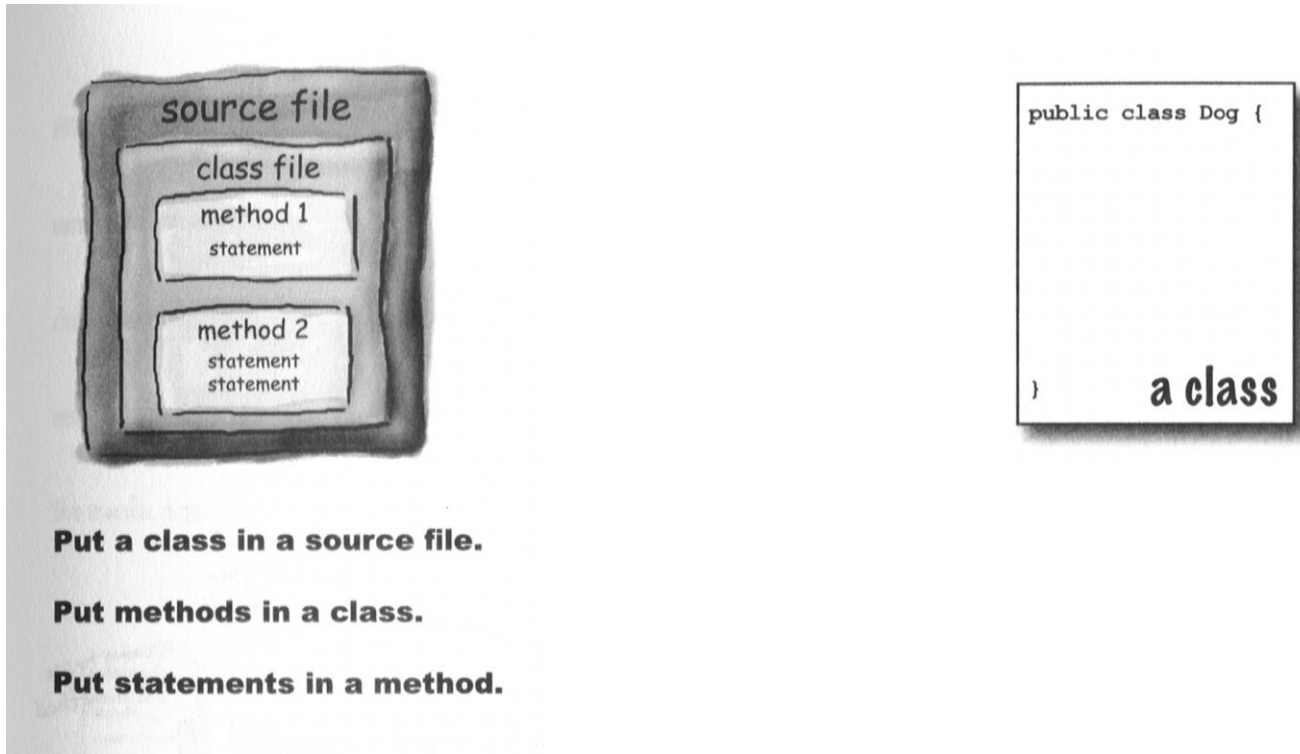 source file
class file
method 1
statement
method 2
statement
statement
Put a class in a source file.
Put methods in a class.
Put statements in a method.
public class Dog {
}
a class